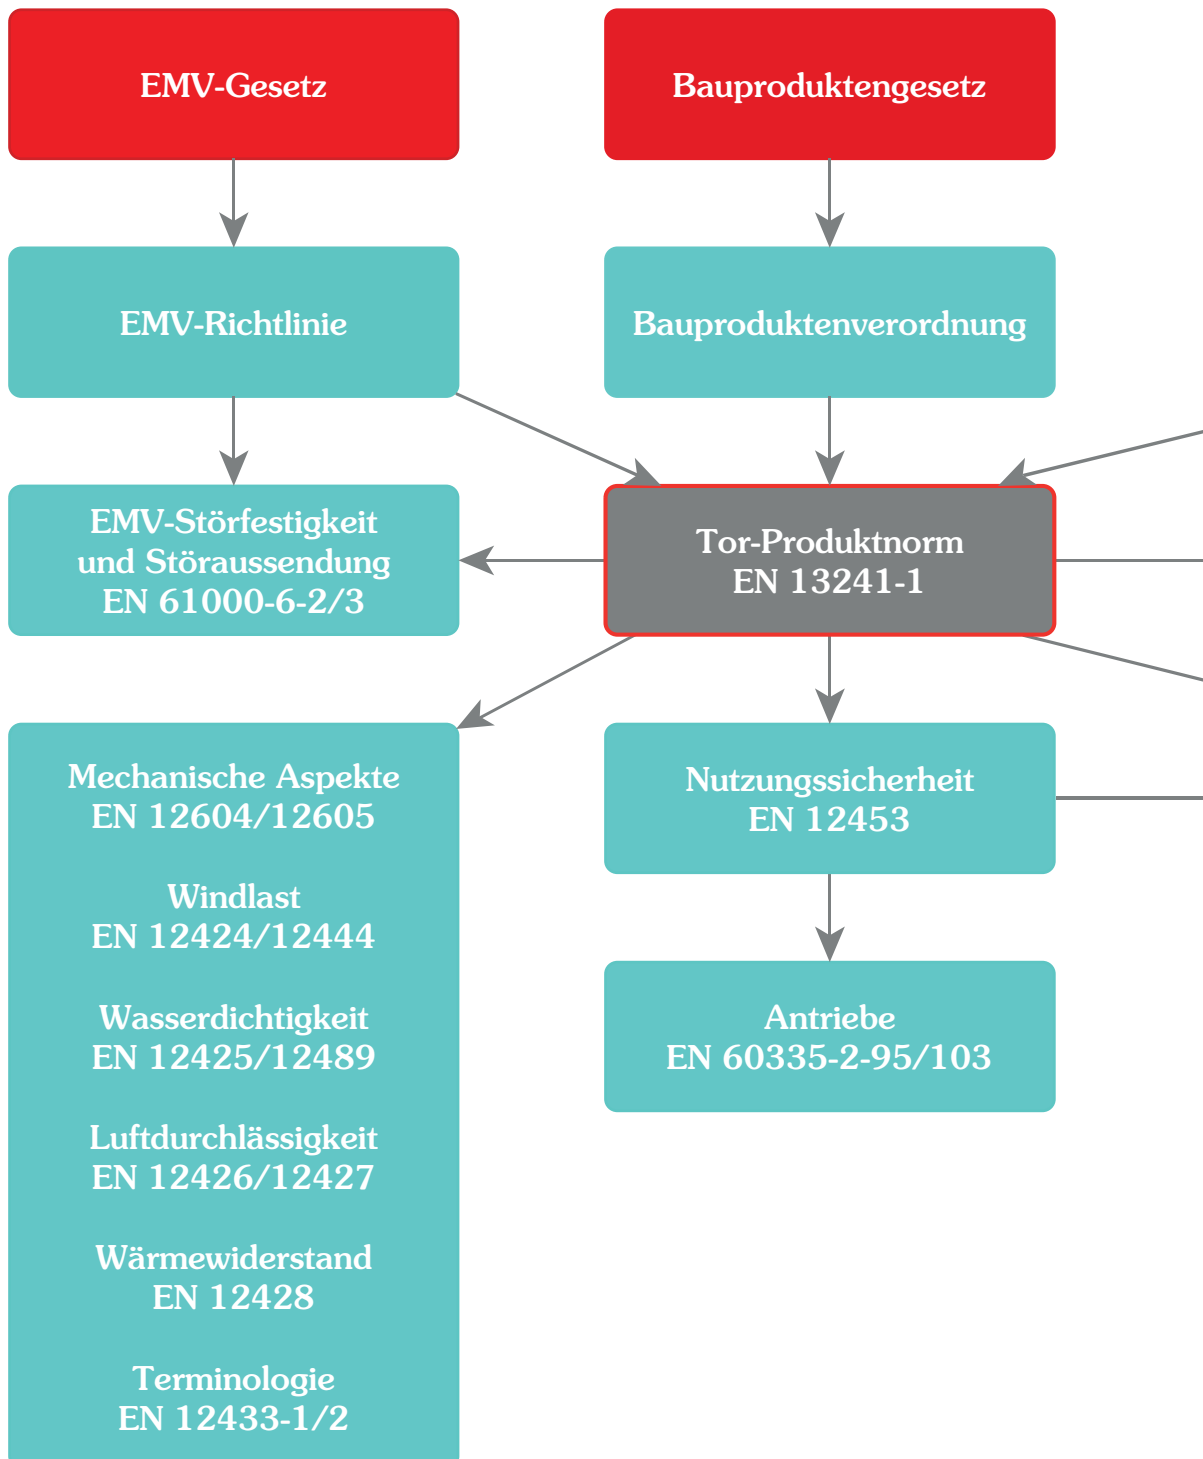 EMV-Gesetz
Bauproduktengesetz
EMV-Richtlinie
Bauproduktenverordnung
EMV-Störfestigkeit
und Störaussendung
EN 61000-6-2/3
Tor-Produktnorm
EN 13241-1
Mechanische Aspekte
EN 12604/12605
Windlast
EN 12424/12444
Wasserdichtigkeit
EN 12425/12489
Luftdurchlässigkeit
EN 12426/12427
Wärmewiderstand
EN 12428
Terminologie
EN 12433-1/2
Nutzungssicherheit
EN 12453
Antriebe
EN 60335-2-95/103